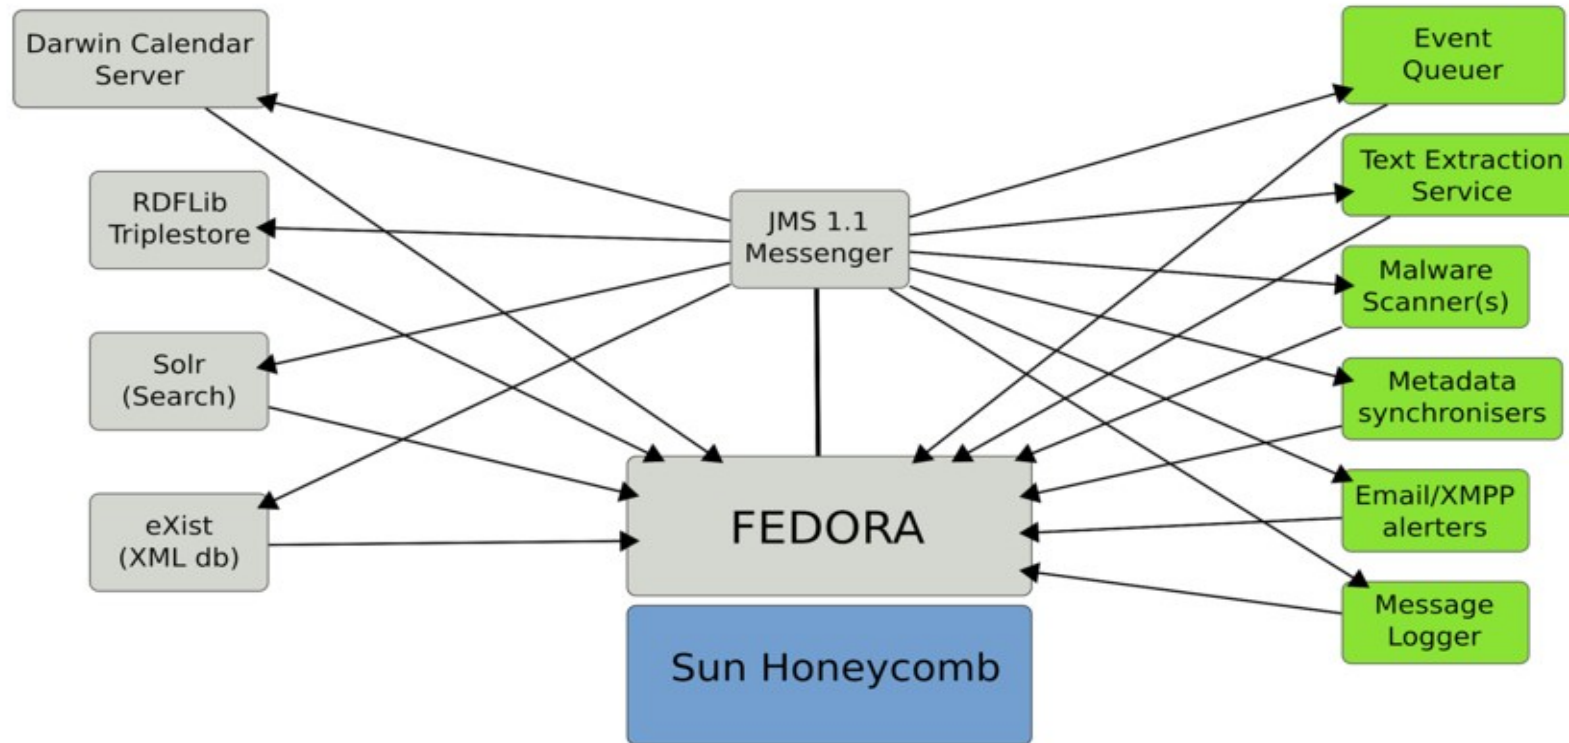 Darwin Calendar
Server
RDFLib
Triplestore
Solr
(Search)
eXist
(XML db)
JMS 1.1
Messenger
FEDORA
Sun Honeycomb
Event
Queuer
Text Extraction
Service
Malware
Scanner(s)
Metadata
synchronisers
Email/XMPP
alerters
Message
Logger